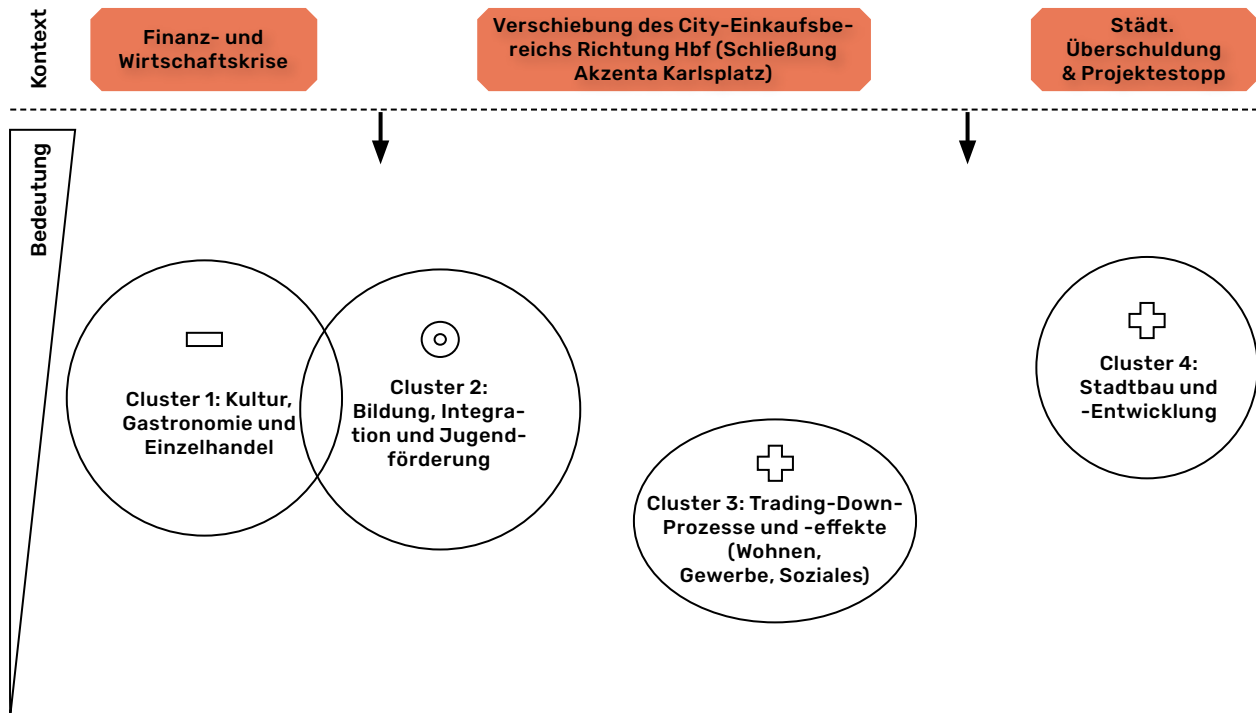 Kontext
Finanz- und
Wirtschaftskrise
Verschiebung des City-Einkaufsbe-
reichs Richtung Hbf (Schließung
Akzenta Karlsplatz)
Städt.
Überschuldung
& Projektestopp
Bedeutung
Cluster 1: Kultur,
Gastronomie und
Einzelhandel
Cluster 2:
Bildung, Integra-
tion und Jugend-
förderung
Cluster 3: Trading-Down-
Prozesse und -effekte
(Wohnen,
Gewerbe, Soziales)
Cluster 4:
Stadtbau und
-Entwicklung